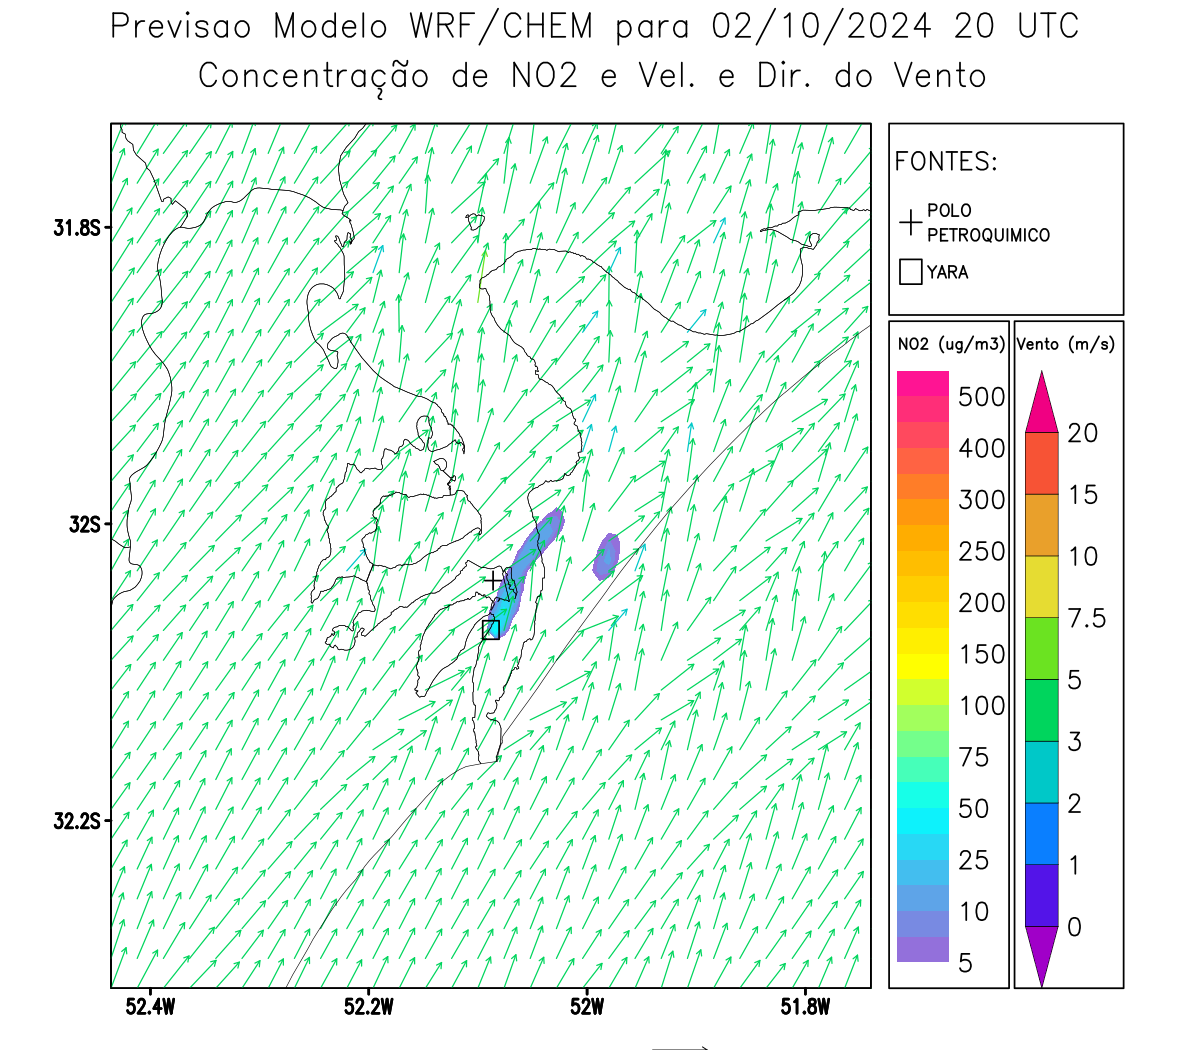 Previsao Modelo WRF/CHEM para 02/10/2024 20 UTC
Concentração de NO2 e Vel. e Dir. do Vento
FONTES:
POLO
PETROQUIMICO
YARA
NO2 (ug/m3)
500
400
300
250
200
150
100
75
50
25
10
5
Vento (m/s)
20
15
10
7.5
5
3
2
1
0
31.8S
32S
32.2S
52.4W
52.2W
52W
51.8W